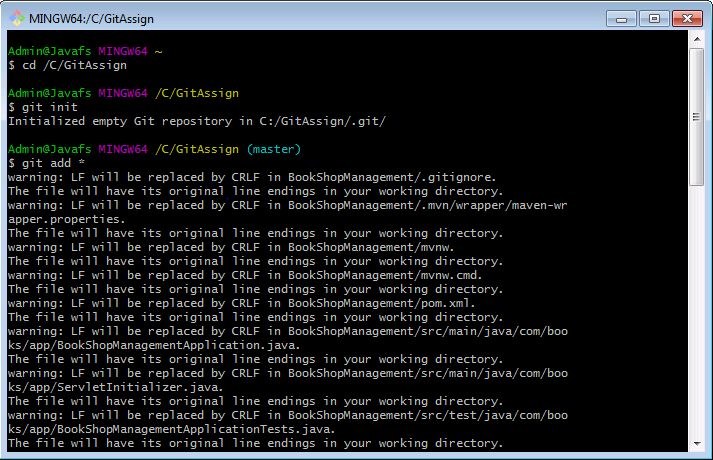 MINGW64:/C/GitAssign
Admin@Javafs MINGW64 ~
$ cd /C/GitAssign
Admin@Javafs MINGW64 /C/GitAssign
$ git init
Initialized empty Git repository in C:/GitAssign/.git/
Admin@Javafs MINGW64 /C/GitAssign (master)
$ git add *
warning: LF will be replaced by CRLF in BookShopManagement/.gitignore.
The file will have its original line endings in your working directory.
warning: LF will be replaced by CRLF in BookShopManagement/.mvn/wrapper/maven-wr
apper.properties.
The file will have its original line endings in your working directory.
warning: LF will be replaced by CRLF in BookShopManagement/mvnw.
The file will have its original line endings in your working directory.
warning: LF will be replaced by CRLF in BookShopManagement/mvnw.cmd.
The file will have its original line endings in your working directory.
warning: LF will be replaced by CRLF in BookShopManagement/pom.xml.
The file will have its original line endings in your working directory.
warning: LF will be replaced by CRLF in BookShopManagement/src/main/java/com/boo
ks/app/BookShopManagementApplication.java.
The file will have its original line endings in your working directory.
warning: LF will be replaced by CRLF in BookShopManagement/src/main/java/com/boo
ks/app/ServletInitializer.java.
The file will have its original line endings in your working directory.
warning: LF will be replaced by CRLF in BookShopManagement/src/test/java/com/boo
ks/app/BookShopManagementApplicationTests.java.
The file will have its original line endings in your working directory.